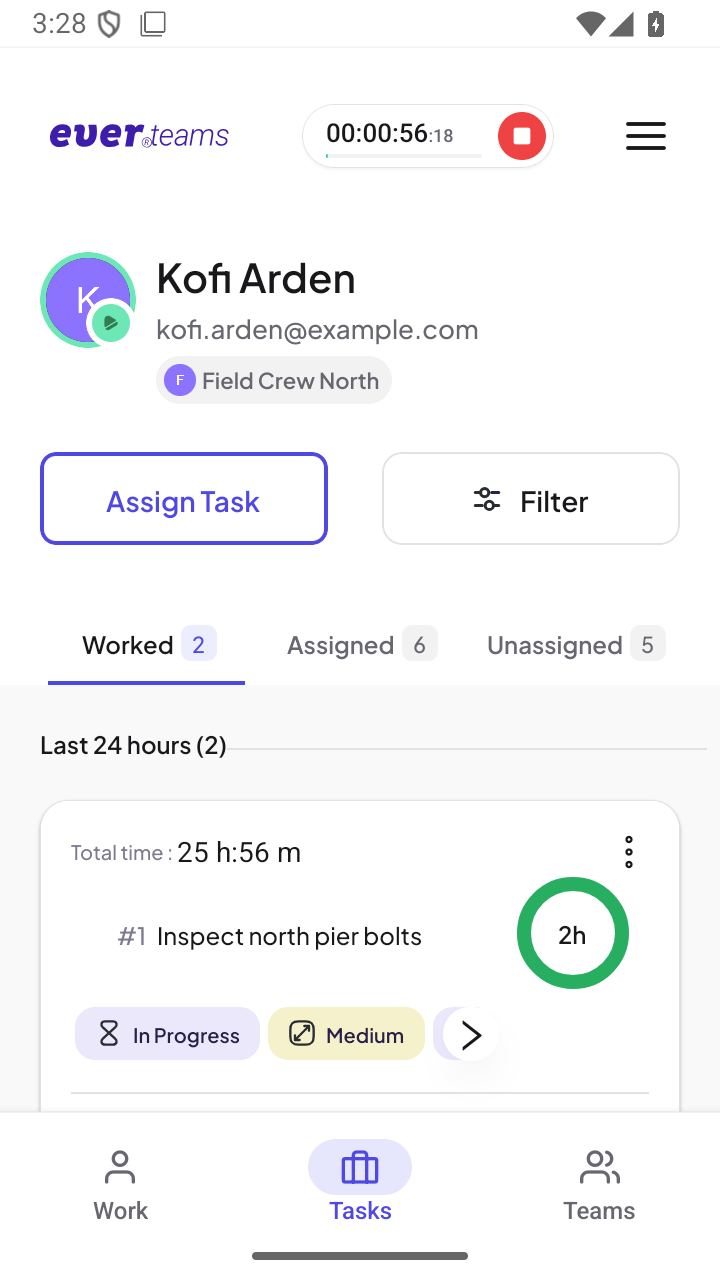 3:28
ever®teams
00:00:56:18
K
Kofi Arden
kofi.arden@example.com
F Field Crew North
Assign Task
Filter
Worked 2
Assigned 6
Unassigned 5
Last 24 hours (2)
Total time : 25 h:56 m
#1 Inspect north pier bolts
2h
In Progress
Medium
Work
Tasks
Teams